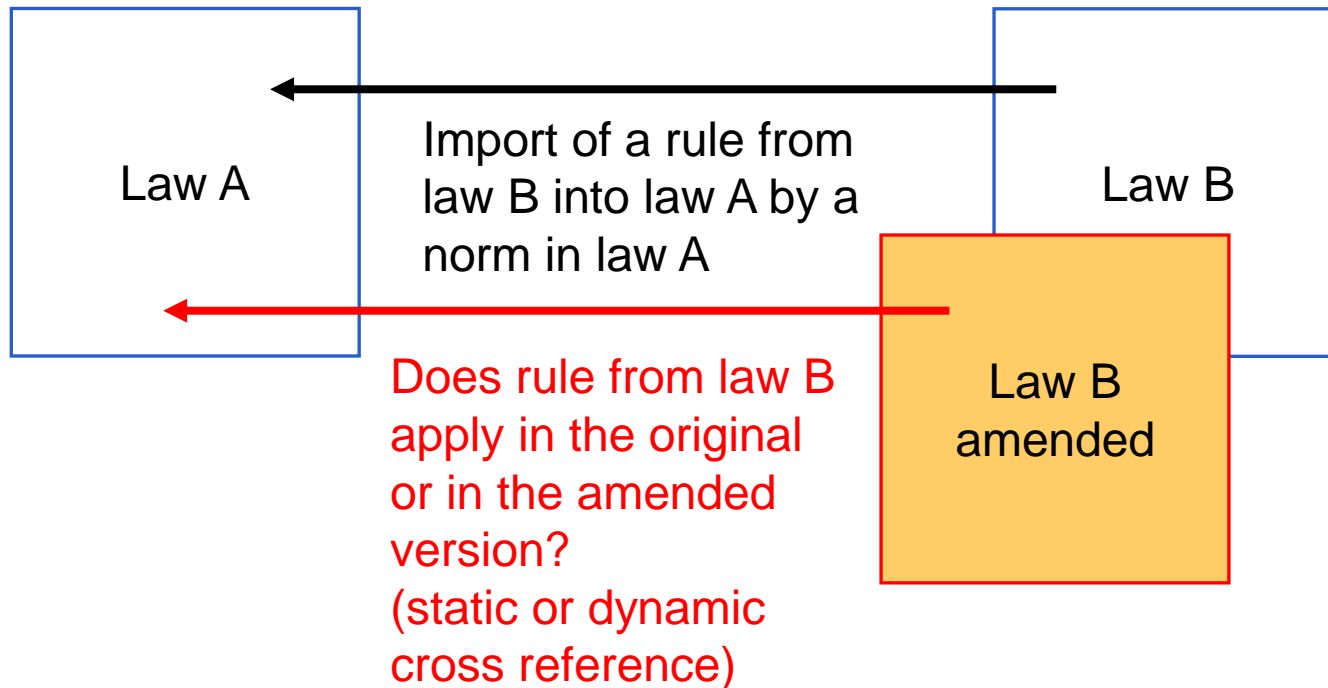 Law A
Import of a rule from
law B into law A by a
norm in law A
Law B
Does rule from law B
apply in the original
or in the amended
version?
(static or dynamic
cross reference)
Law B
amended